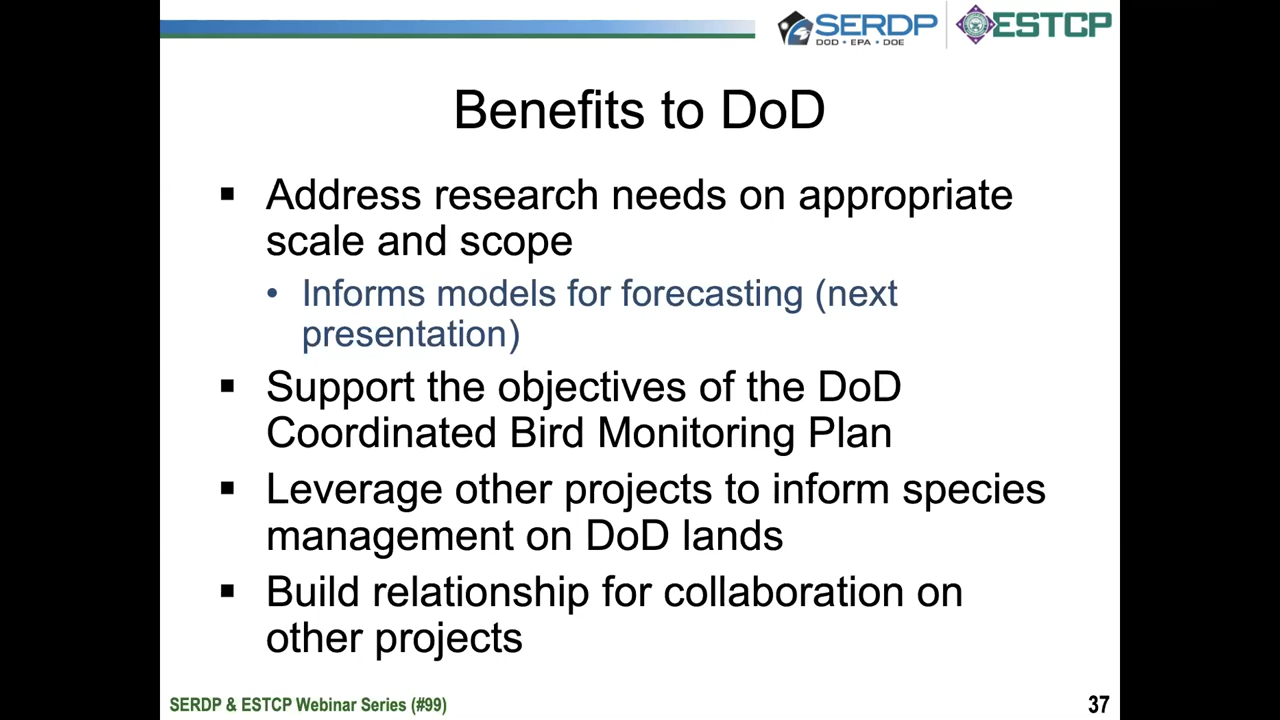 SERDP
DOD • EPA • DOE
ESTCP
Benefits to DoD
▪ Address research needs on appropriate
scale and scope
• Informs models for forecasting (next
presentation)
▪ Support the objectives of the DoD
Coordinated Bird Monitoring Plan
▪ Leverage other projects to inform species
management on DoD lands
▪ Build relationship for collaboration on
other projects
SERDP & ESTCP Webinar Series (#99)
37